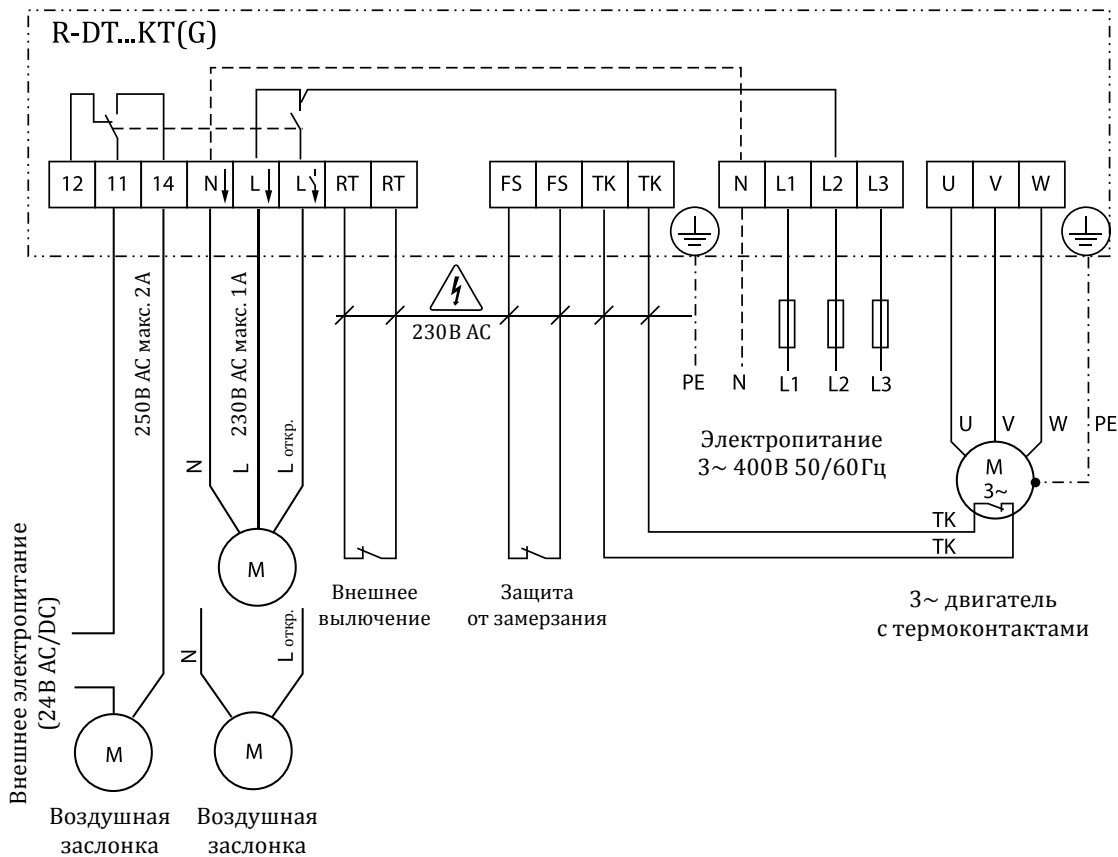 R-DT...KT(G)
12 11 14 N L L RT RT
FS FS TK TK
N L1 L2 L3
U V W
250В AC макс. 2A
230В AC макс. 1A
230В AC
N L L откр.
PE N L1 L2 L3
Электропитание
3~ 400В 50/60Гц
U V W PE
M
3~
TK
TK
M
Внешнее
вылючение
Защита
от замерзания
3~ двигатель
с термоконтактами
Внешнее электропитание
(24В AC/DC)
N L откр.
M
M
Воздушная
заслонка
Воздушная
заслонка